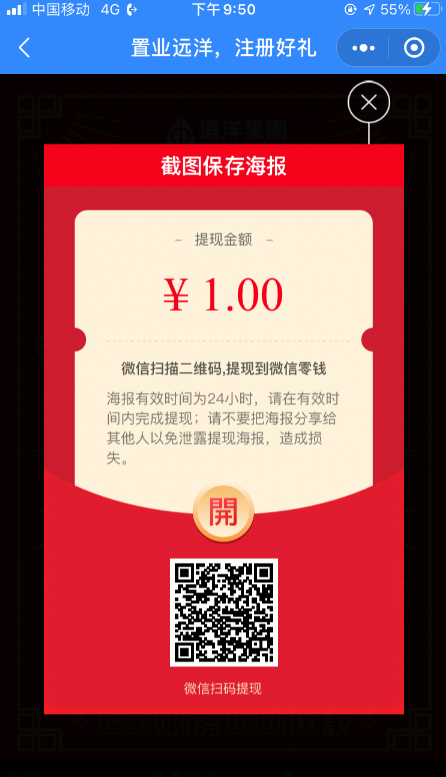 中国移动 4G 下午9:50 55%
置业远洋，注册好礼
远洋集团
截图保存海报
- 提现金额 -
¥ 1.00
微信扫描二维码,提现到微信零钱
海报有效时间为24小时，请在有效时
间内完成提现；请不要把海报分享给
其他人以免泄露提现海报，造成损
失。
開
微信扫码提现